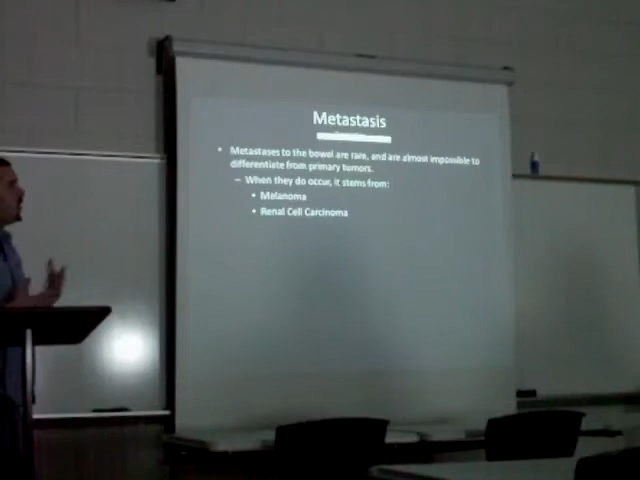 Metastasis
• Metastases to the bowel are rare, and are almost impossible to
differentiate from primary tumors.
– When they do occur, it stems from:
• Melanoma
• Renal Cell Carcinoma